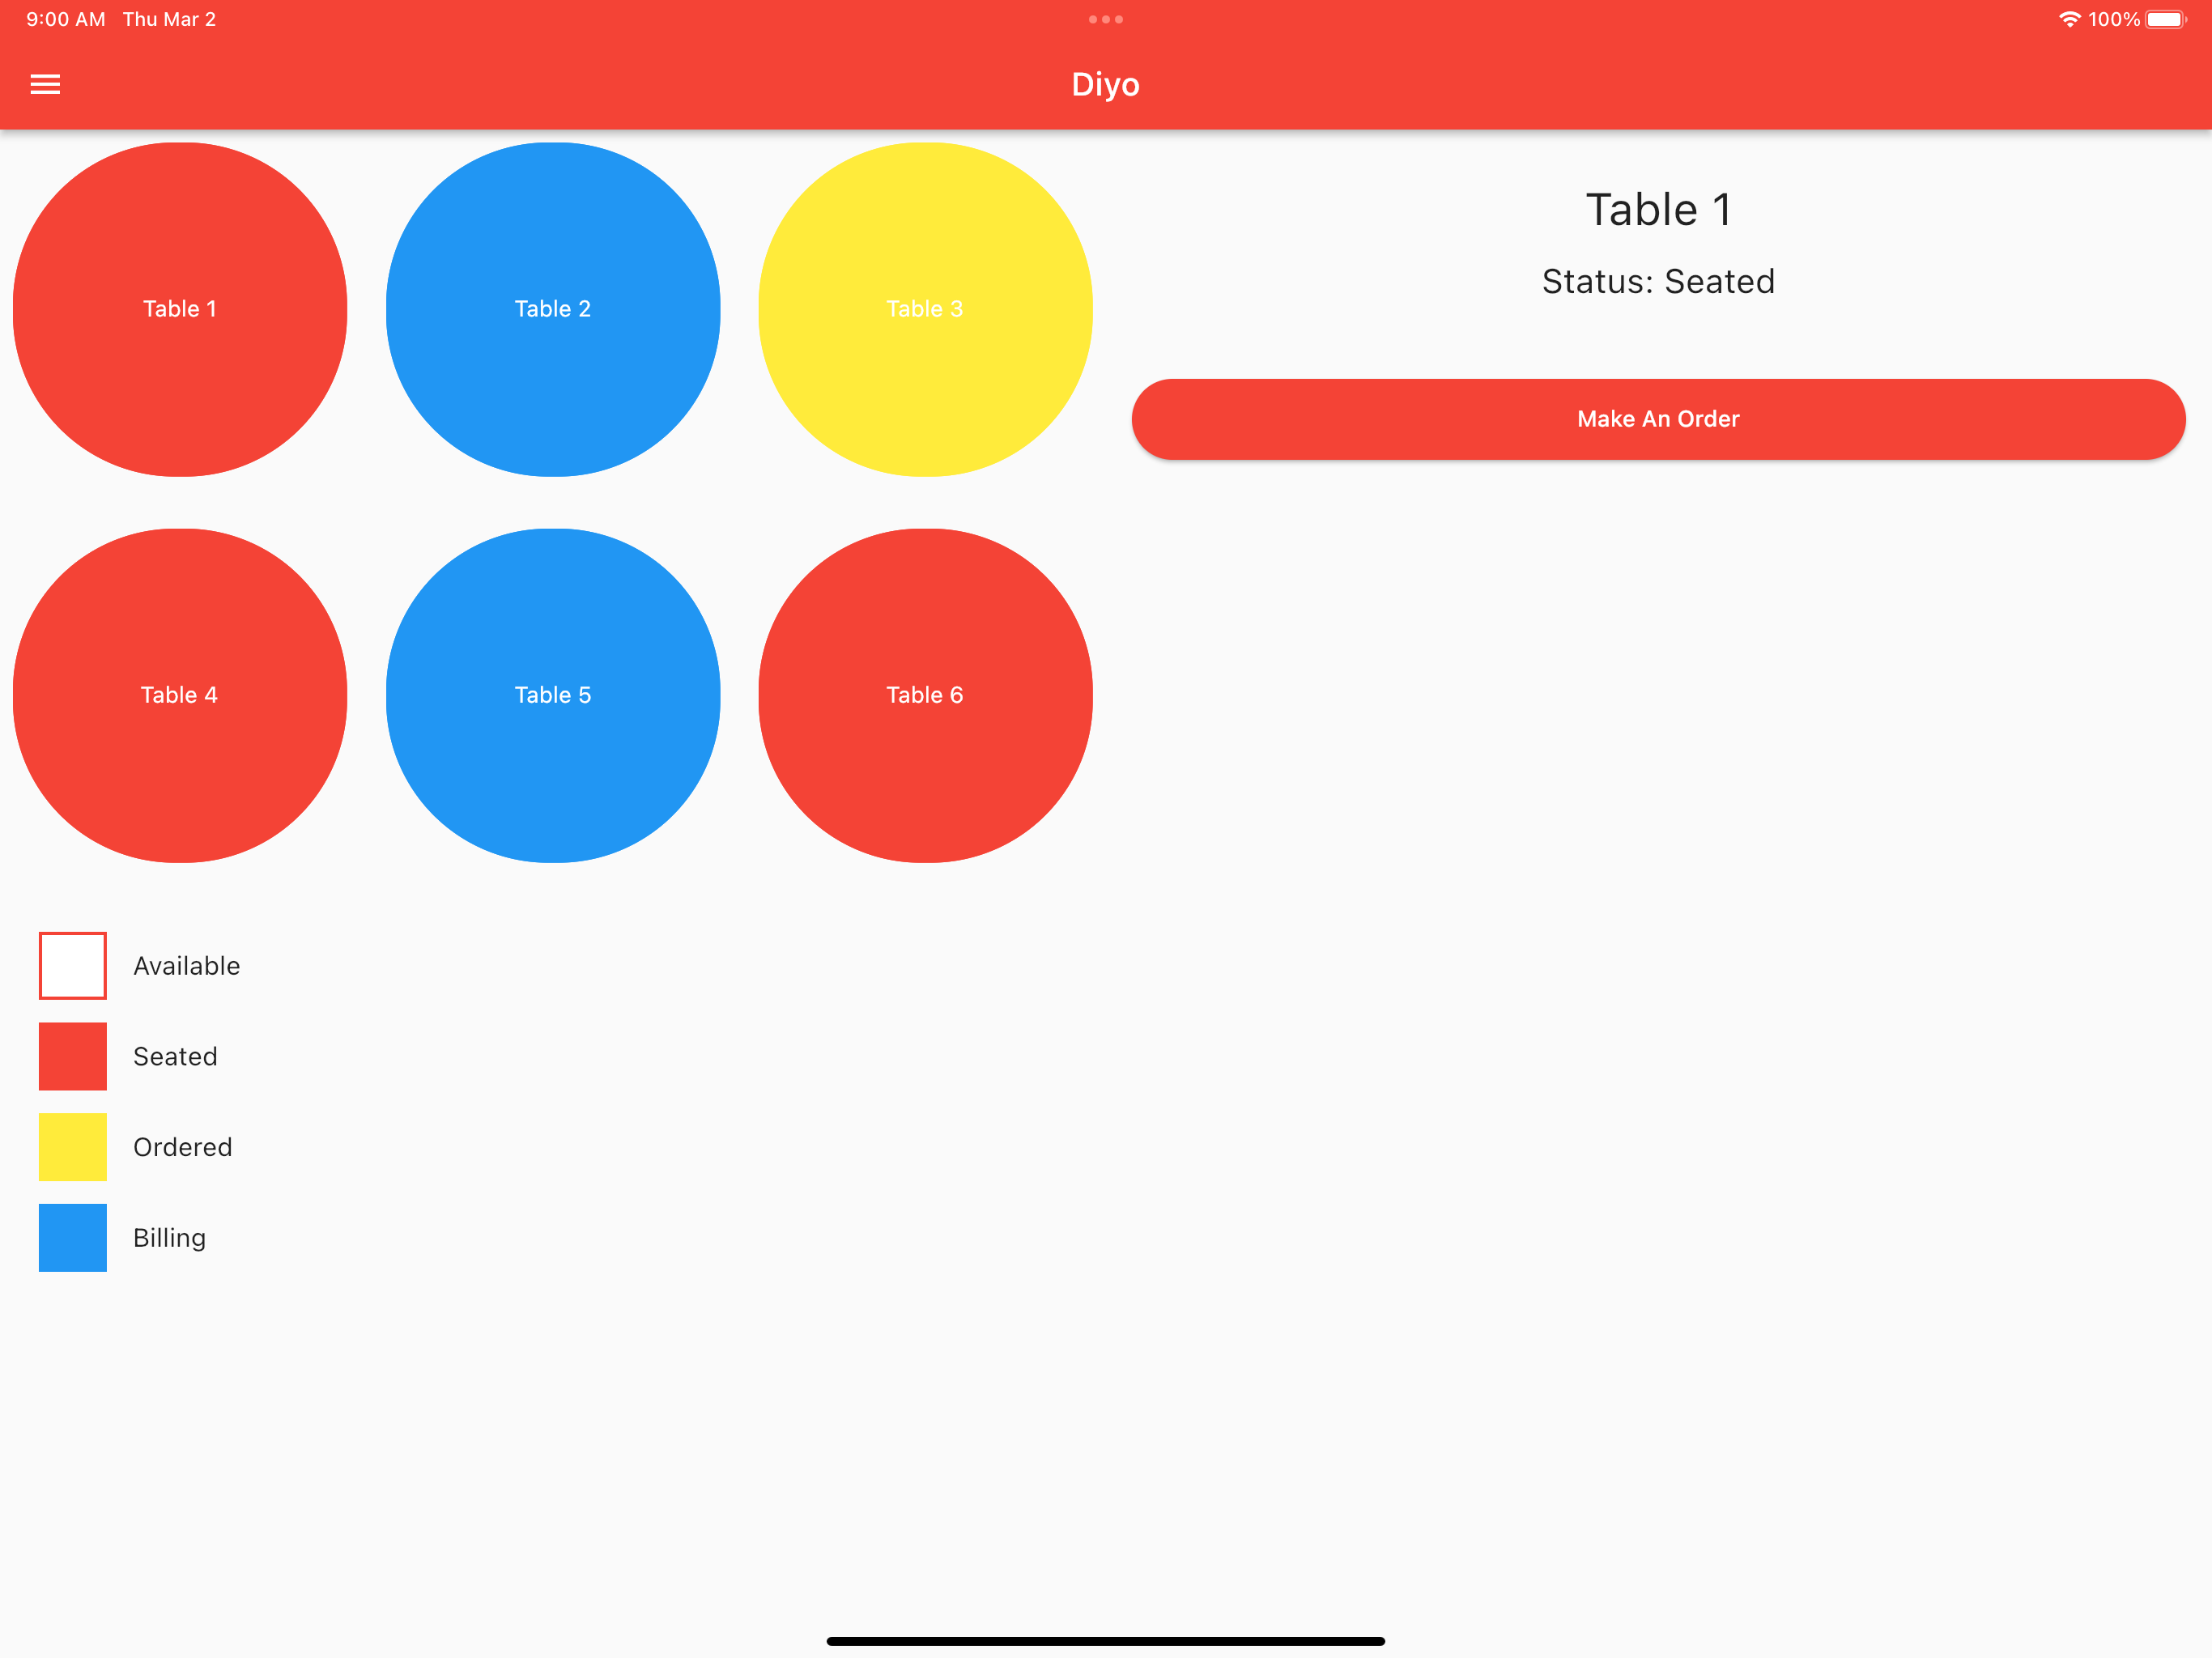 9:00 AM Thu Mar 2 100%
Diyo
Table 1 Table 2 Table 3
Table 4 Table 5 Table 6
Available
Seated
Ordered
Billing
Table 1
Status: Seated
Make An Order